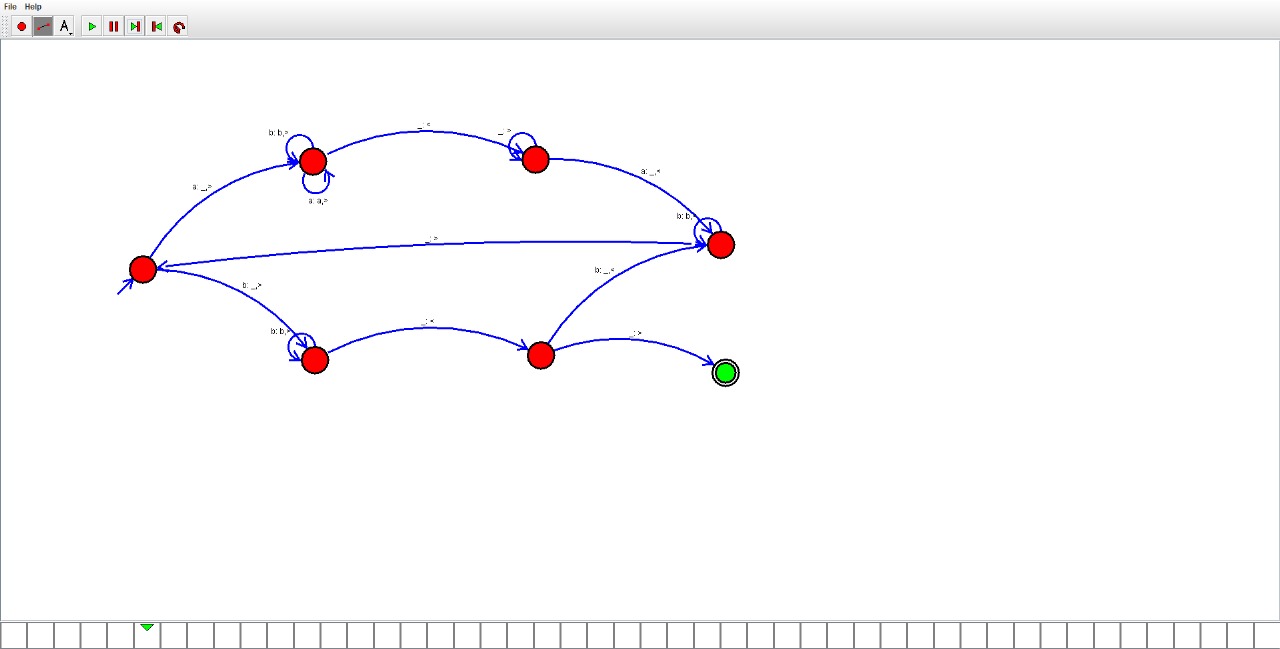 File Help
A
b: b,>
_: <
_: >
a: _,<
a: _,>
a: a,>
b: b,
_: >
b: _,<
b: _,>
b: b,
_: <
_: >